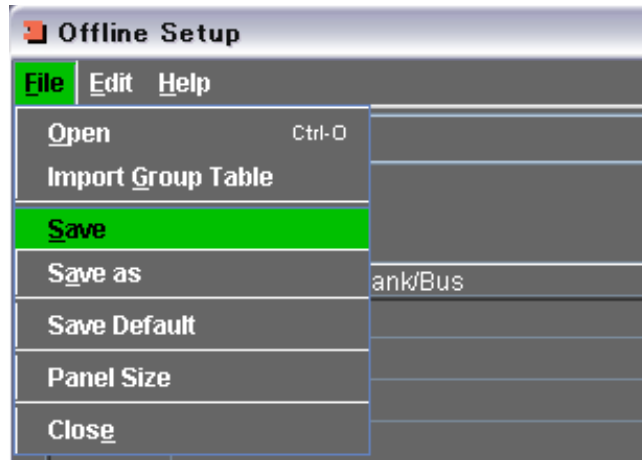 Offline Setup
File Edit Help
Open Ctrl-O
Import Group Table
Save
Save as
ank/Bus
Save Default
Panel Size
Close